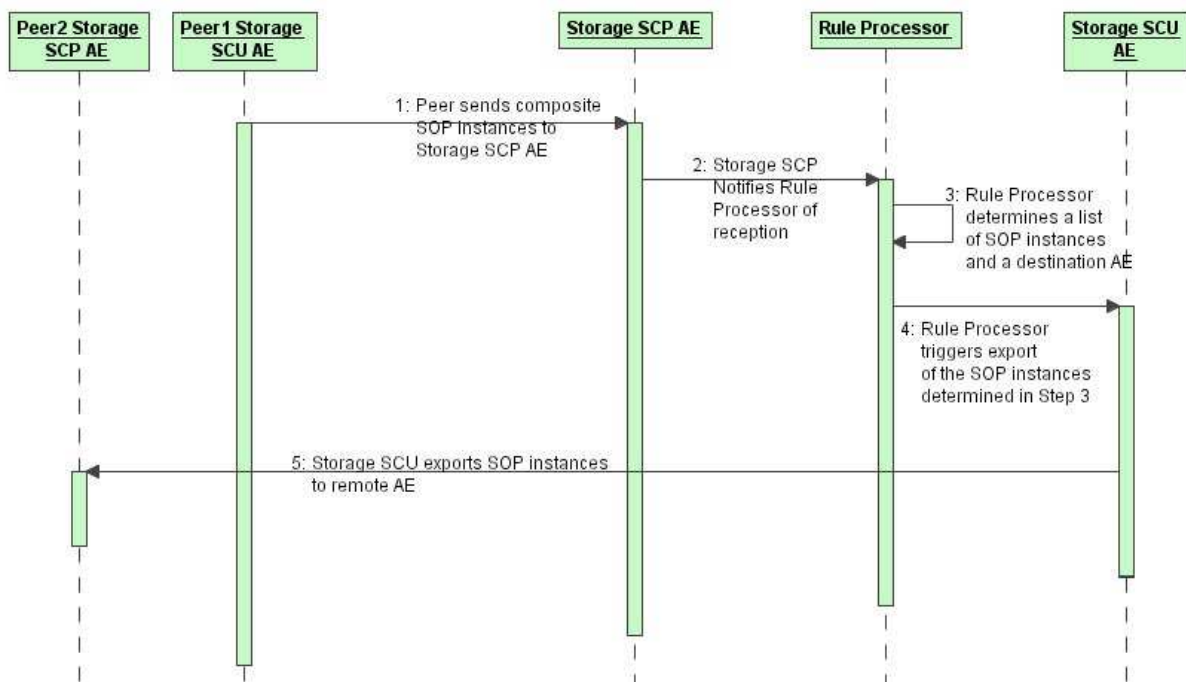 Peer2 Storage
SCP AE
Peer1 Storage
SCU AE
Storage SCP AE
Rule Processor
Storage SCU
AE
1: Peer sends composite
SOP Instances to
Storage SCP AE
2: Storage SCP
Notifies Rule
Processor of
reception
3: Rule Processor
determines a list
of SOP instances
and a destination AE
4: Rule Processor
triggers export
of the SOP instances
determined in Step 3
5: Storage SCU exports SOP instances
to remote AE